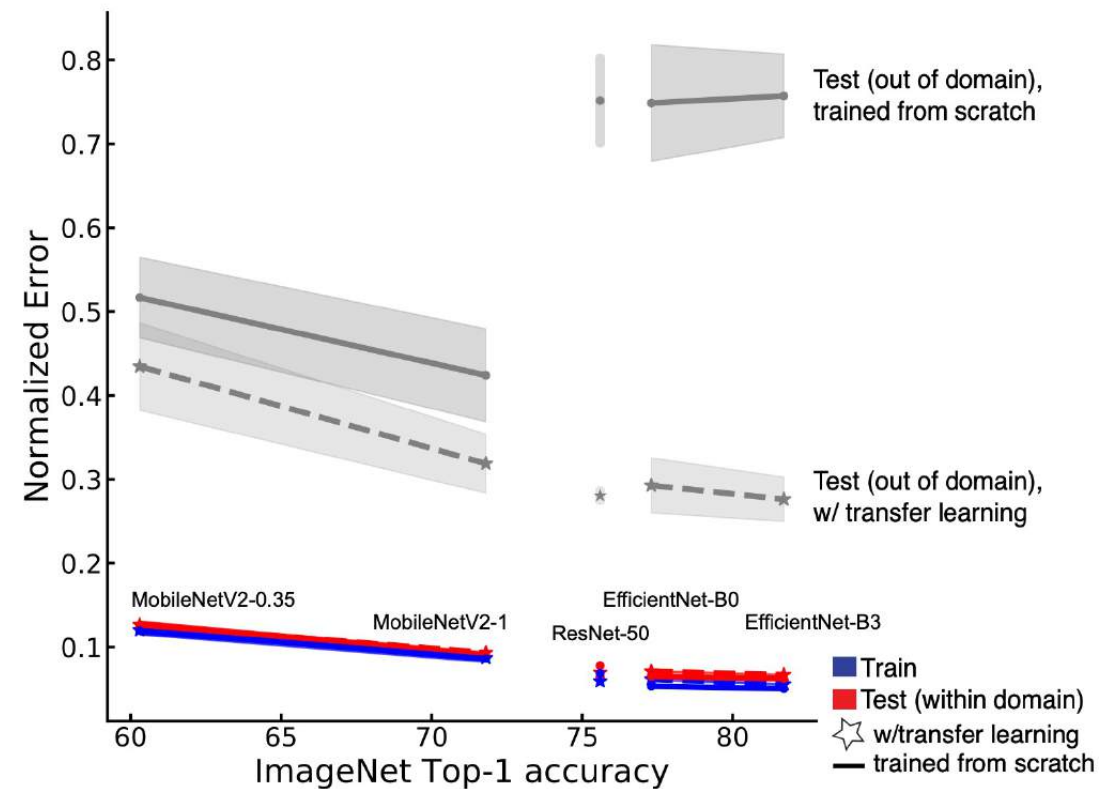 0.8
Test (out of domain),
trained from scratch
0.7
0.6
0.5
0.4
0.3
Test (out of domain),
w/ transfer learning
0.2
0.1
Normalized Error
MobileNetV2-0.35
MobileNetV2-1
ResNet-50
EfficientNet-B0
EfficientNet-B3
60
65
70
75
80
ImageNet Top-1 accuracy
Train
Test (within domain)
w/transfer learning
trained from scratch